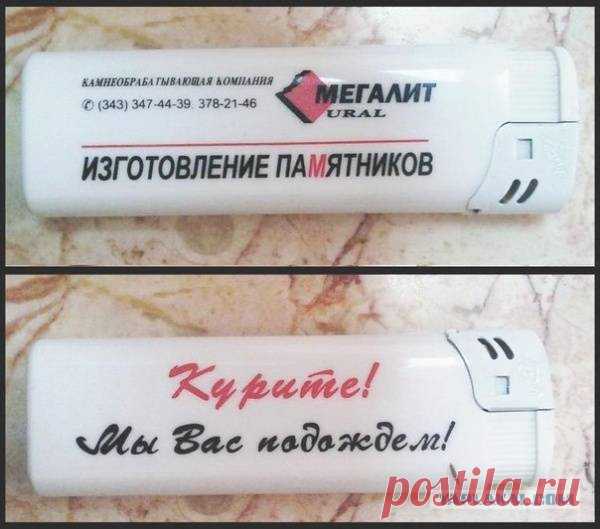 КАМНЕОБРАБАТЫВАЮЩАЯ КОМПАНИЯ
✆ (343) 347-44-39, 378-21-46
МЕГАЛИТ
URAL
ИЗГОТОВЛЕНИЕ ПАМЯТНИКОВ
Курите!
Мы Вас подождем!
postila.ru